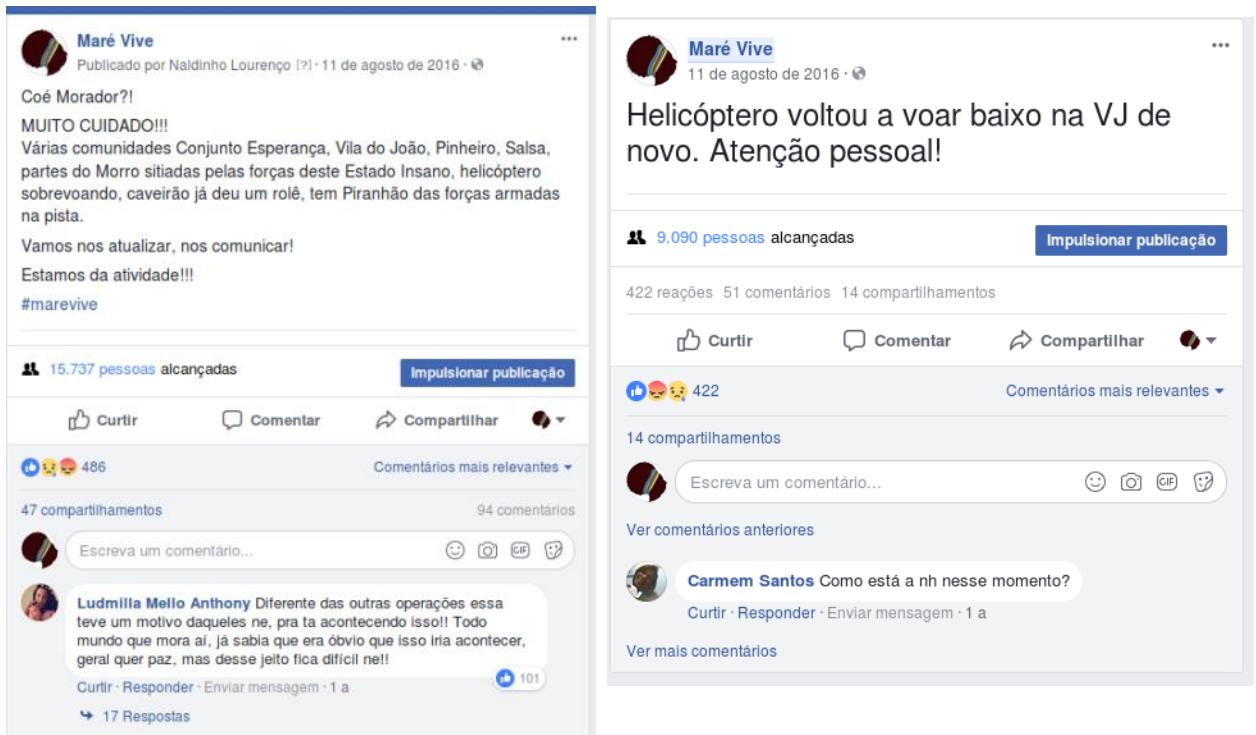 Maré Vive
Publicado por Naldinho Lourenço [?] · 11 de agosto de 2016 ·
Coé Morador?!
MUITO CUIDADO!!!
Várias comunidades Conjunto Esperança, Vila do João, Pinheiro, Salsa,
partes do Morro sitiadas pelas forças deste Estado Insano, helicóptero
sobrevoando, caveirão já deu um rolê, tem Piranhão das forças armadas
na pista.
Vamos nos atualizar, nos comunicar!
Estamos da atividade!!!
#marevive
15.737 pessoas alcançadas
Impulsionar publicação
Curtir Comentar Compartilhar
486 Comentários mais relevantes
47 compartilhamentos 94 comentários
Escreva um comentário... GIF
Ludmilla Mello Anthony Diferente das outras operações essa
teve um motivo daqueles ne, pra ta acontecendo isso!! Todo
mundo que mora aí, já sabia que era óbvio que isso iria acontecer,
geral quer paz, mas desse jeito fica difícil ne!!
101
Curtir · Responder · Enviar mensagem · 1 a
17 Respostas
Maré Vive
11 de agosto de 2016 ·
Helicóptero voltou a voar baixo na VJ de
novo. Atenção pessoal!
9.090 pessoas alcançadas
Impulsionar publicação
422 reações 51 comentários 14 compartilhamentos
Curtir Comentar Compartilhar
422 Comentários mais relevantes
14 compartilhamentos
Escreva um comentário... GIF
Ver comentários anteriores
Carmem Santos Como está a nh nesse momento?
Curtir · Responder · Enviar mensagem · 1 a
Ver mais comentários